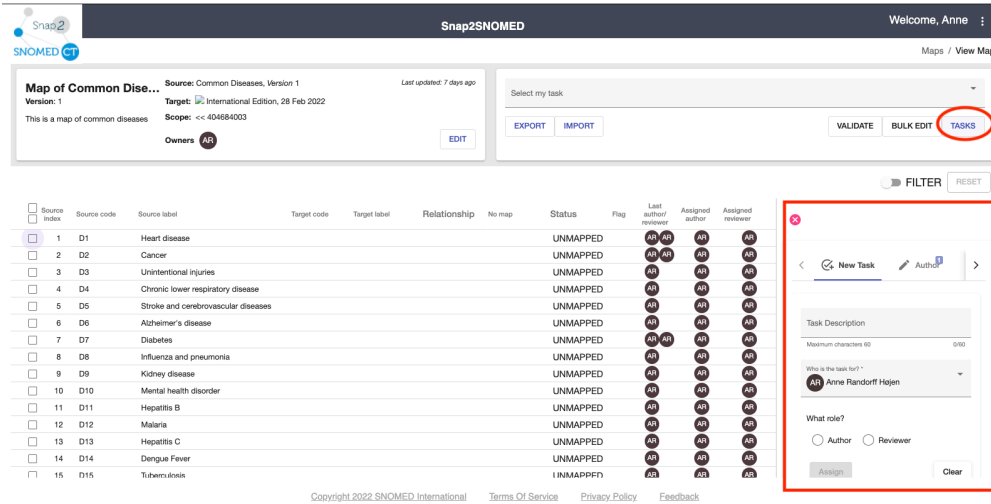 Snap2
SNOMED CT
Snap2SNOMED
Welcome, Anne
Maps / View Map
Map of Common Dise...
Version: 1
This is a map of common diseases
Source: Common Diseases, Version 1
Target: International Edition, 28 Feb 2022
Scope: << 404684003
Owners AR
Last updated: 7 days ago
EDIT
Select my task
EXPORT IMPORT VALIDATE BULK EDIT TASKS
FILTER RESET
Source index Source code Source label Target code Target label Relationship No map Status Flag Last author/ reviewer Assigned author Assigned reviewer
1 D1 Heart disease UNMAPPED AR AR AR AR
2 D2 Cancer UNMAPPED AR AR AR AR
3 D3 Unintentional injuries UNMAPPED AR AR AR
4 D4 Chronic lower respiratory disease UNMAPPED AR AR AR
5 D5 Stroke and cerebrovascular diseases UNMAPPED AR AR AR
6 D6 Alzheimer's disease UNMAPPED AR AR AR
7 D7 Diabetes UNMAPPED AR AR AR AR
8 D8 Influenza and pneumonia UNMAPPED AR AR AR
9 D9 Kidney disease UNMAPPED AR AR AR
10 D10 Mental health disorder UNMAPPED AR AR AR
11 D11 Hepatitis B UNMAPPED AR AR AR
12 D12 Malaria UNMAPPED AR AR AR
13 D13 Hepatitis C UNMAPPED AR AR AR
14 D14 Dengue Fever UNMAPPED AR AR AR
15 D15 Tuberculosis UNMAPPED AR AR AR
New Task Author 1
Task Description
Maximum characters 60 0/60
Who is the task for? *
AR Anne Randorff Højen
What role?
Author Reviewer
Assign Clear
Copyright 2022 SNOMED International Terms Of Service Privacy Policy Feedback